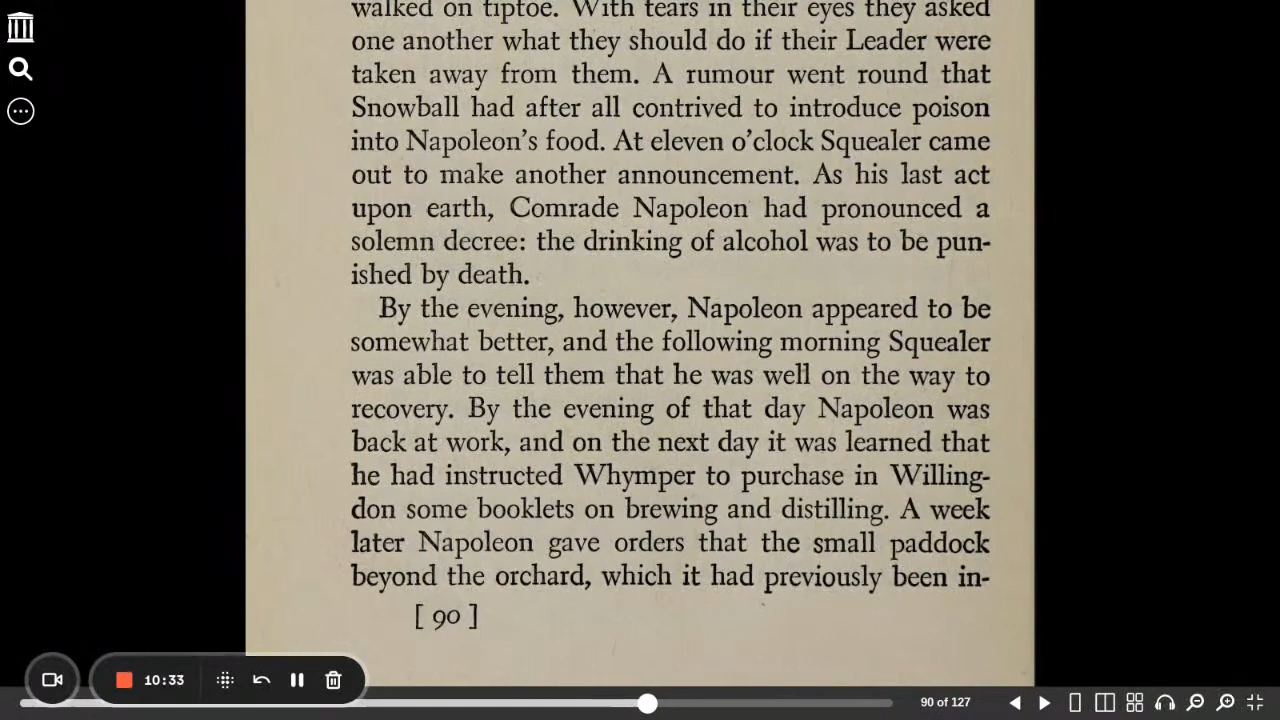 walked on tiptoe. With tears in their eyes they asked
one another what they should do if their Leader were
taken away from them. A rumour went round that
Snowball had after all contrived to introduce poison
into Napoleon's food. At eleven o'clock Squealer came
out to make another announcement. As his last act
upon earth, Comrade Napoleon had pronounced a
solemn decree: the drinking of alcohol was to be pun-
ished by death.
By the evening, however, Napoleon appeared to be
somewhat better, and the following morning Squealer
was able to tell them that he was well on the way to
recovery. By the evening of that day Napoleon was
back at work, and on the next day it was learned that
he had instructed Whymper to purchase in Willing-
don some booklets on brewing and distilling. A week
later Napoleon gave orders that the small paddock
beyond the orchard, which it had previously been in-
[ 90 ]
10:33
90 of 127